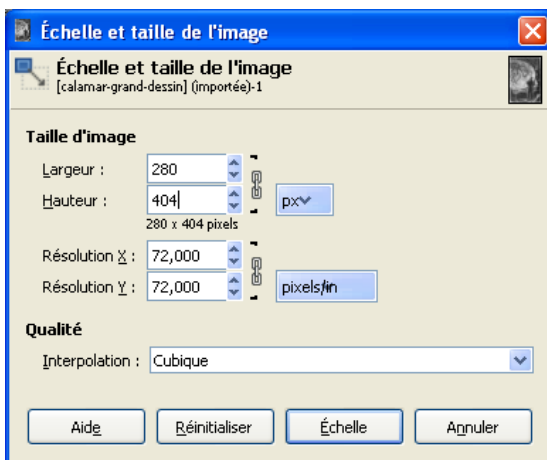 Échelle et taille de l'image
Échelle et taille de l'image
[calamar-grand-dessin] (importée)-1
Taille d'image
Largeur : 280
Hauteur : 404 px
280 x 404 pixels
Résolution X : 72,000
Résolution Y : 72,000 pixels/in
Qualité
Interpolation : Cubique
Aide Réinitialiser Échelle Annuler